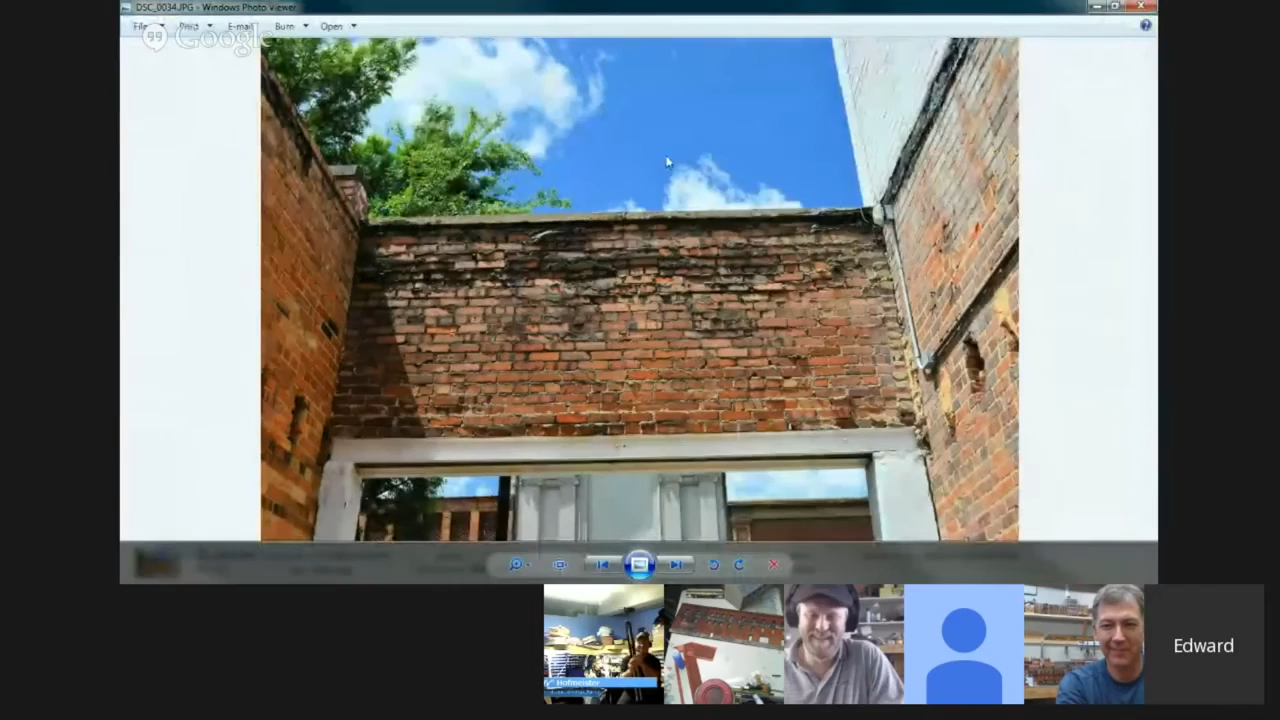 DSC_0034.JPG - Windows Photo Viewer
File Print E-mail Burn Open
Google
Hofmeister
Edward